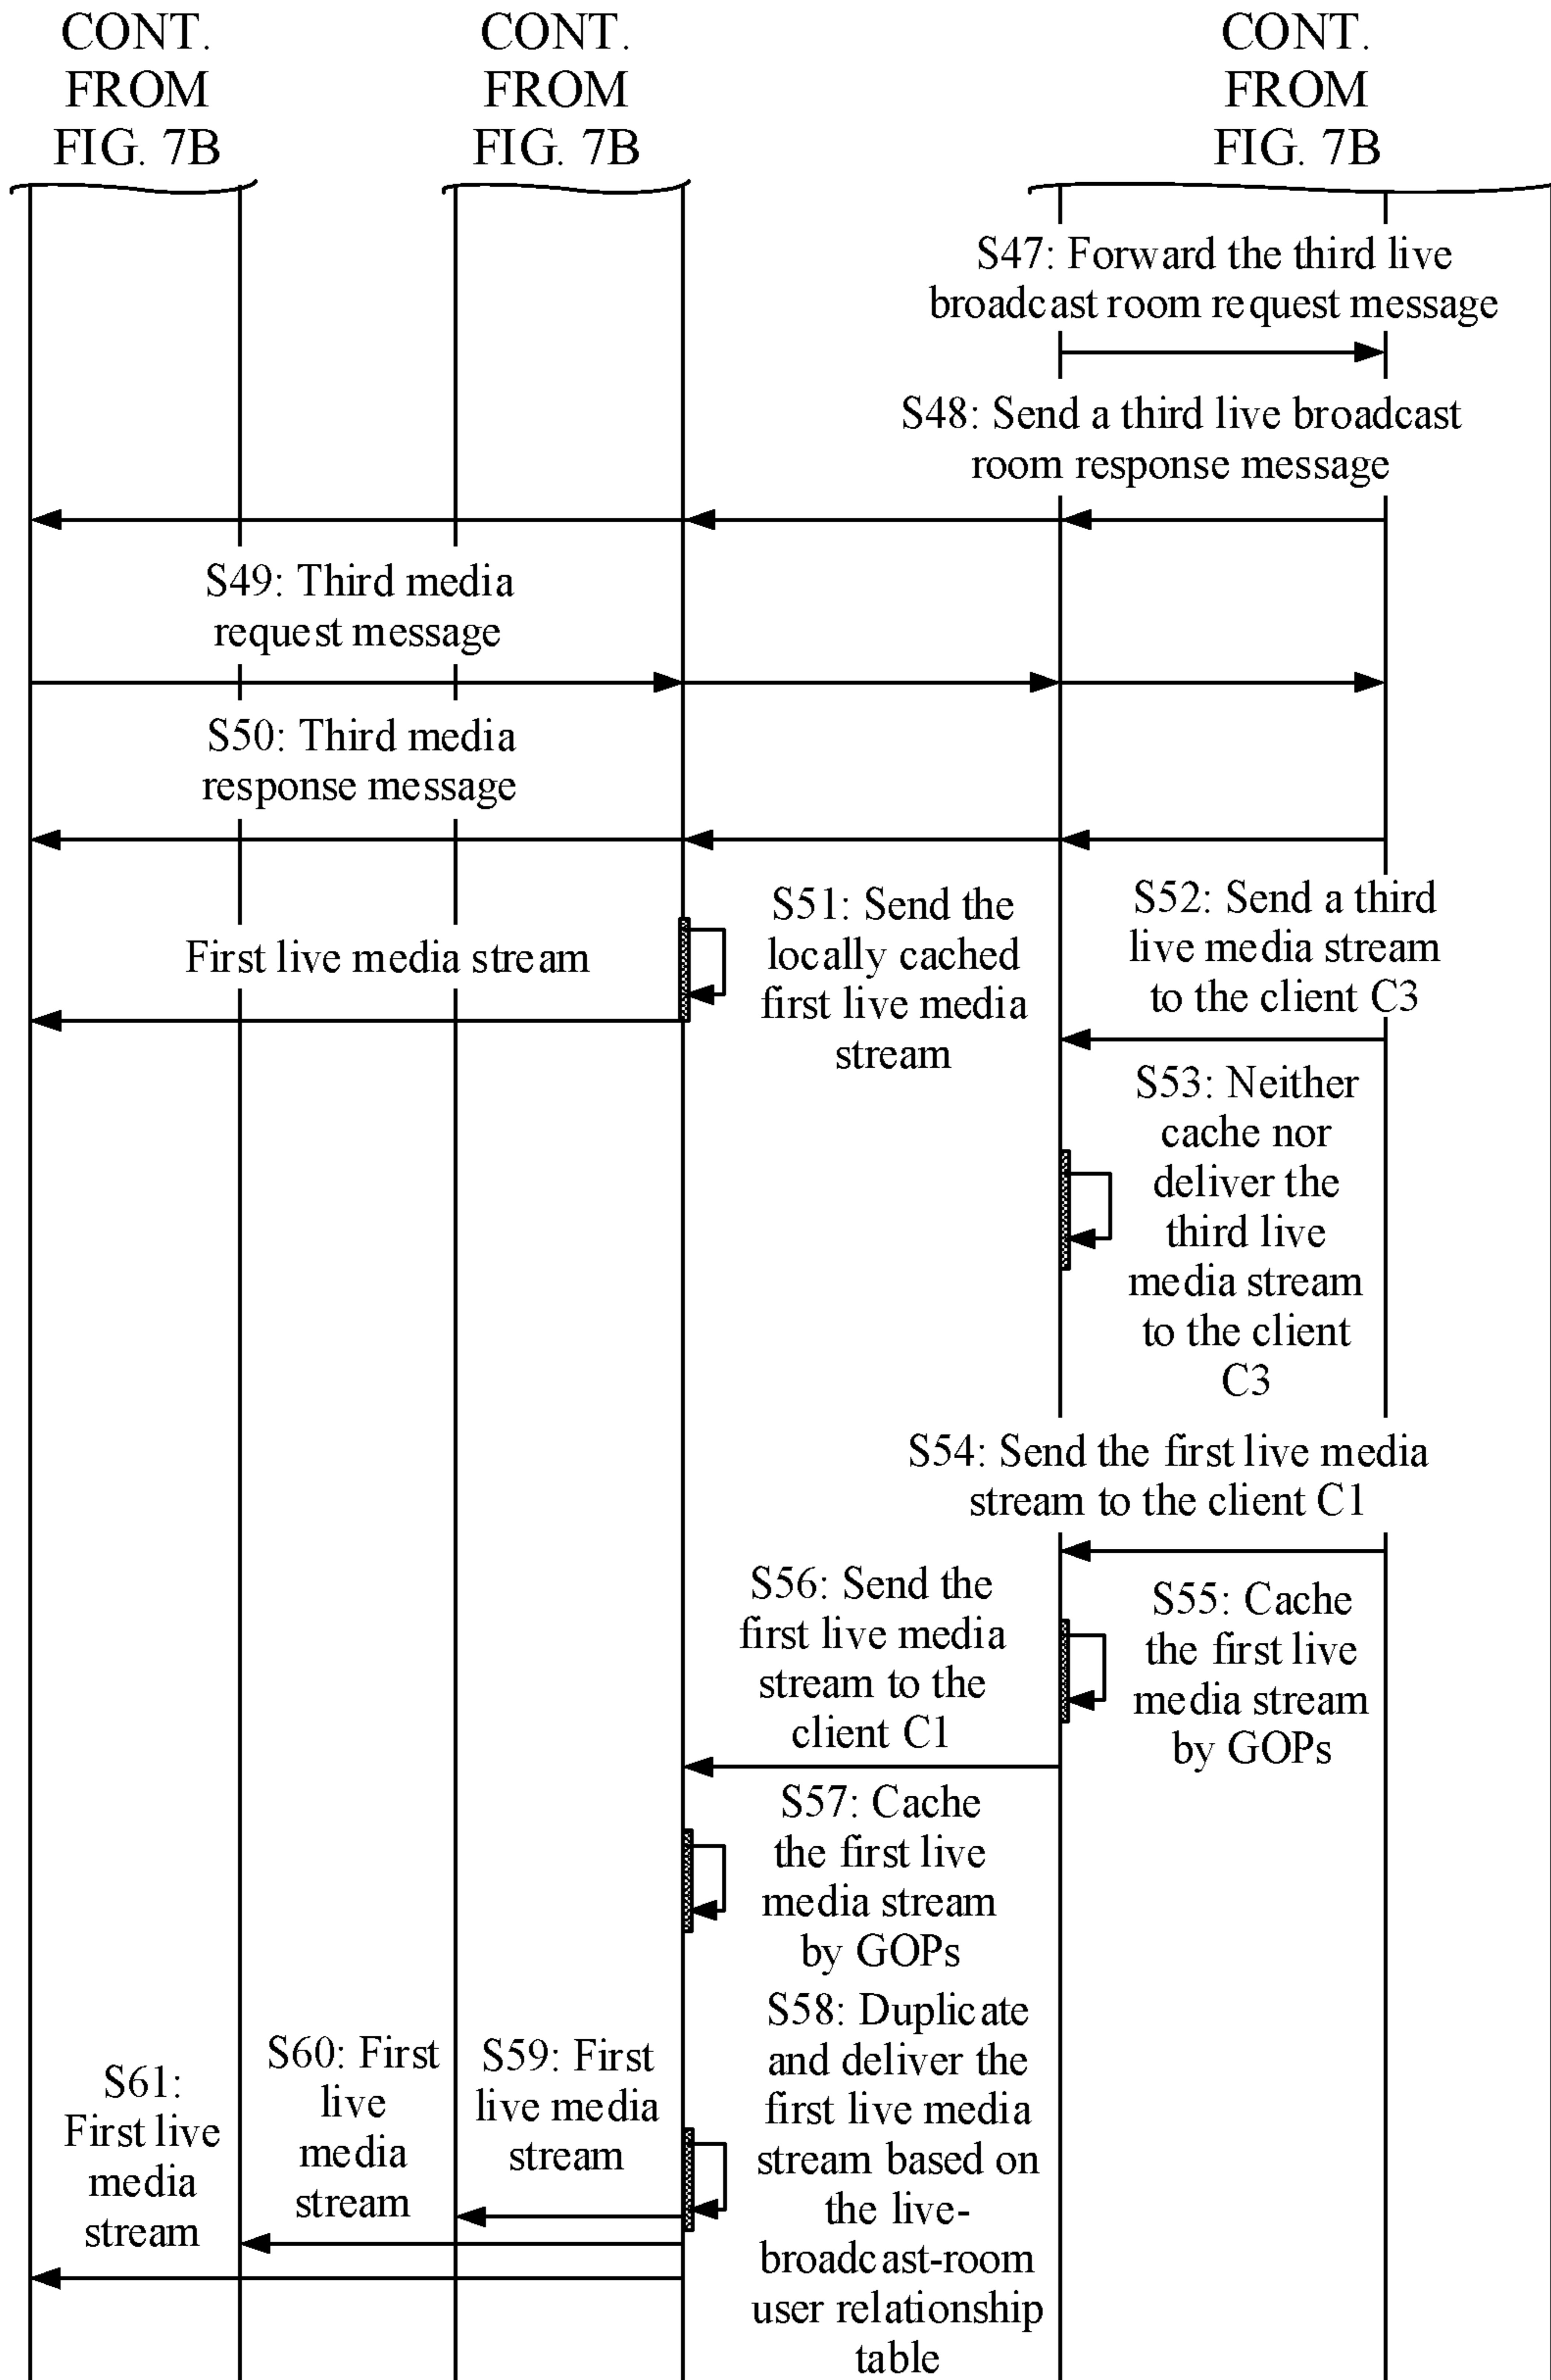 CONT.
FROM
FIG. 7B
CONT.
FROM
FIG. 7B
CONT.
FROM
FIG. 7B
S47: Forward the third live
broadcast room request message
S48: Send a third live broadcast
room response message
S49: Third media
request message
S50: Third media
response message
First live media stream
S51: Send the
locally cached
first live media
stream
S52: Send a third
live media stream
to the client C3
S53: Neither
cache nor
deliver the
third live
media stream
to the client
C3
S54: Send the first live media
stream to the client C1
S55: Cache
the first live
media stream
by GOPs
S56: Send the
first live media
stream to the
client C1
S57: Cache
the first live
media stream
by GOPs
S58: Duplicate
and deliver the
first live media
stream based on
the live-
broadcast-room
user relationship
table
S59: First
live media
stream
S60: First
live
media
stream
S61:
First live
media
stream